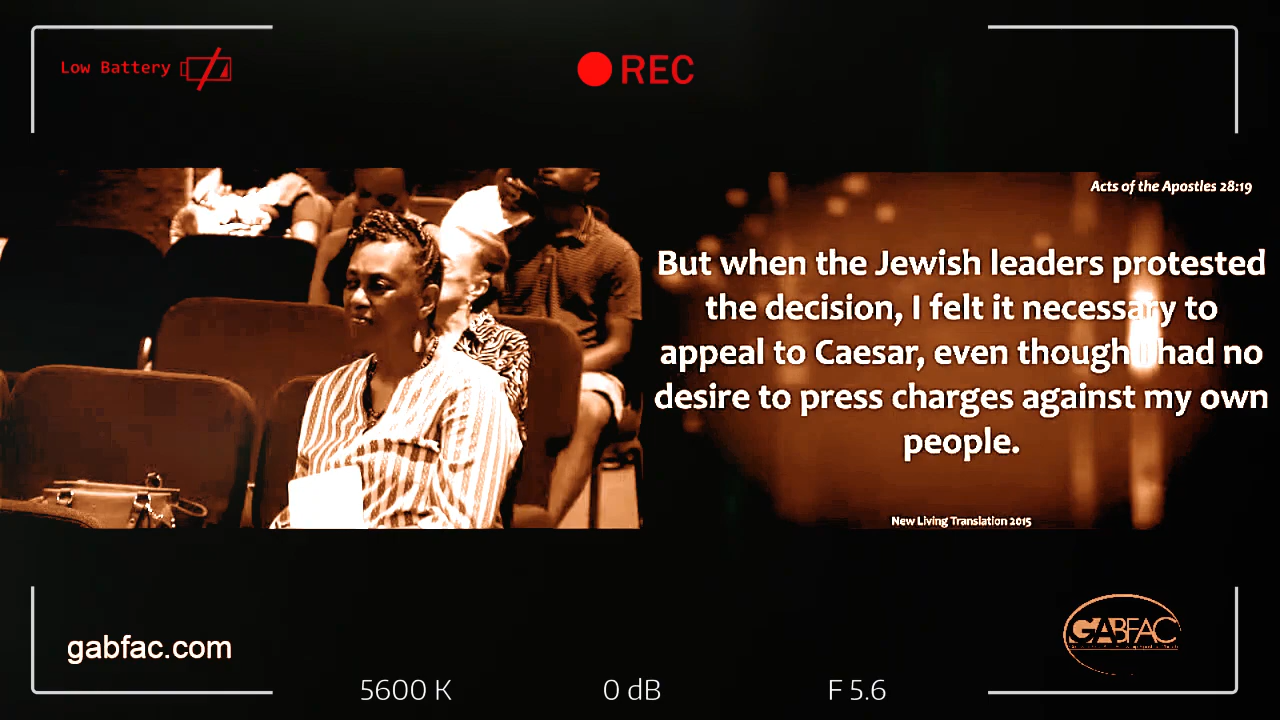 Low Battery
REC
Acts of the Apostles 28:19
But when the Jewish leaders protested
the decision, I felt it necessary to
appeal to Caesar, even though I had no
desire to press charges against my own
people.
New Living Translation 2015
gabfac.com
GABFAC
5600 K
0 dB
F 5.6